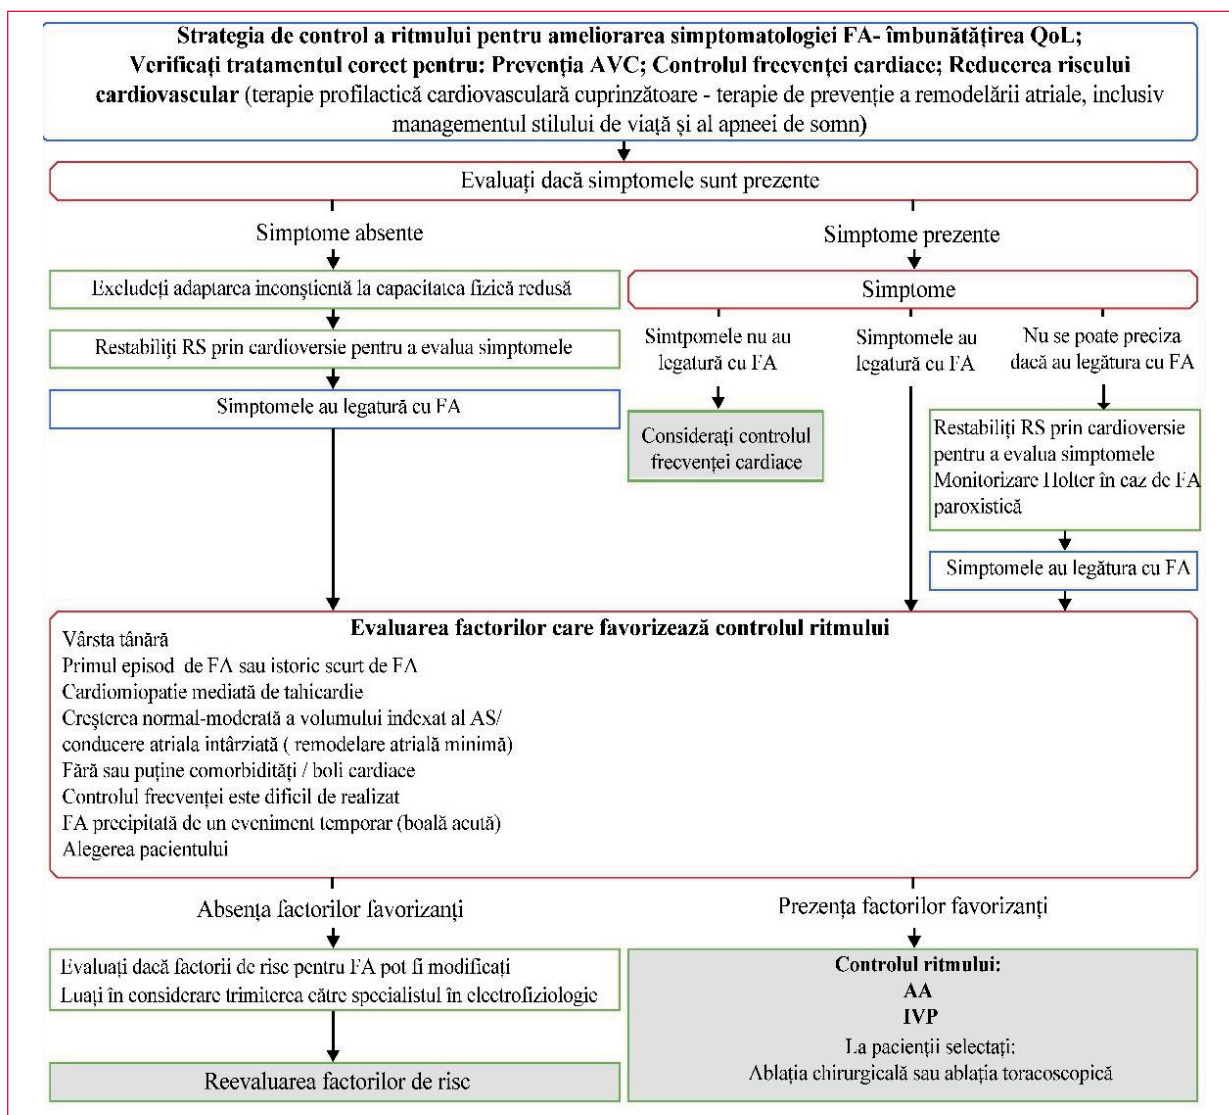 Strategia de control a ritmului pentru ameliorarea simptomatologiei FA- îmbunătățirea QoL;
Verificați tratamentul corect pentru: Prevenția AVC; Controlul frecvenței cardiace; Reducerea riscului
cardiovascular (terapie profilactică cardiovasculară cuprinzătoare - terapie de prevenție a remodelării atriale, inclusiv
managementul stilului de viață și al apneei de somn)
Evaluați dacă simptomele sunt prezente
Simptome absente
Simptome prezente
Excludeți adaptarea inconștientă la capacitatea fizică redusă
Restabiliți RS prin cardioversie pentru a evalua simptomele
Simptomele au legatură cu FA
Simptome
Simtpomele nu au
legatură cu FA
Simptomele au
legatură cu FA
Nu se poate preciza
dacă au legătura cu FA
Considerați controlul
frecvenței cardiace
Restabiliți RS prin cardioversie
pentru a evalua simptomele
Monitorizare Holter în caz de FA
paroxistică
Simptomele au legătura cu FA
Evaluarea factorilor care favorizează controlul ritmului
Vârsta tânără
Primul episod de FA sau istoric scurt de FA
Cardiomiopatie mediată de tahicardie
Creșterea normal-moderată a volumului indexat al AS/
conducere atriala intârziată ( remodelare atrială minimă)
Fără sau puține comorbidități / boli cardiace
Controlul frecvenței este dificil de realizat
FA precipitată de un eveniment temporar (boală acută)
Alegerea pacientului
Absența factorilor favorizanți
Prezența factorilor favorizanți
Evaluați dacă factorii de risc pentru FA pot fi modificați
Luați în considerare trimiterea către specialistul în electrofiziologie
Reevaluarea factorilor de risc
Controlul ritmului:
AA
IVP
La pacienții selectați:
Ablația chirurgicală sau ablația toracoscopică